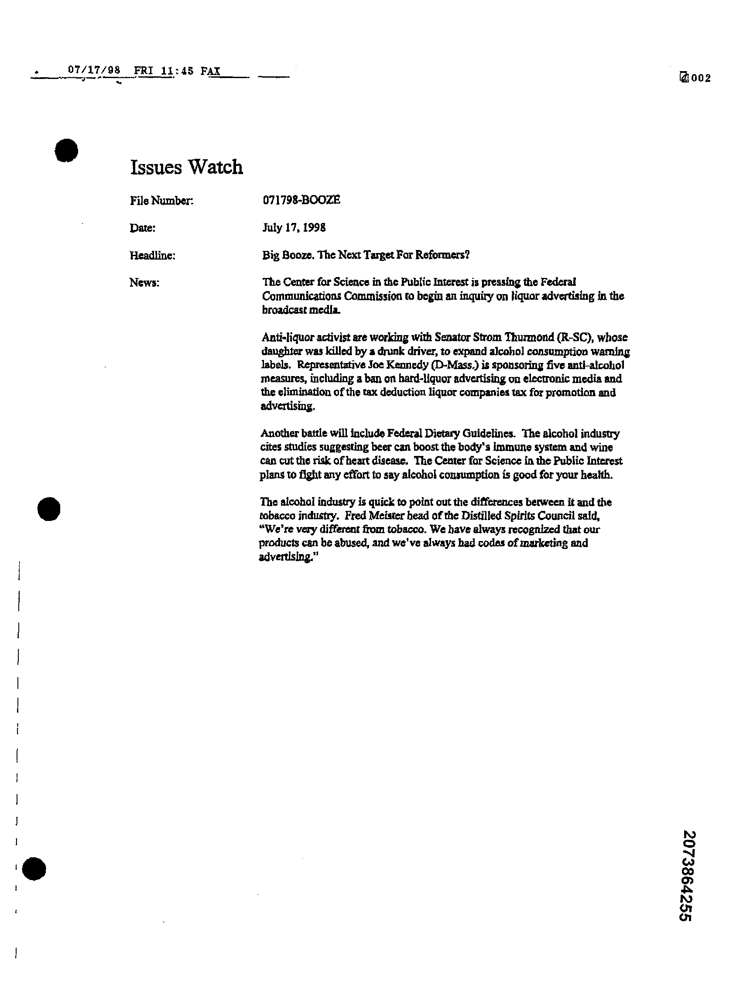 07/17/98 FRI 11:45 FAX
002
Issues Watch
File Number: 071798-BOOZE
Date: July 17, 1998
Headline: Big Booze. The Next Target For Reformers?
News: The Center for Science in the Public Interest is pressing the Federal
Communications Commission to begin an inquiry on liquor advertising in the
broadcast media.
Anti-liquor activist are working with Senator Strom Thurmond (R-SC), whose
daughter was killed by a drunk driver, to expand alcohol consumption warning
labels. Representative Joe Kennedy (D-Mass.) is sponsoring five anti-alcohol
measures, including a ban on hard-liquor advertising on electronic media and
the elimination of the tax deduction liquor companies tax for promotion and
advertising.
Another battle will include Federal Dietary Guidelines. The alcohol industry
cites studies suggesting beer can boost the body's immune system and wine
can cut the risk of heart disease. The Center for Science in the Public Interest
plans to fight any effort to say alcohol consumption is good for your health.
The alcohol industry is quick to point out the differences between it and the
tobacco industry. Fred Meister head of the Distilled Spirits Council said,
"We're very different from tobacco. We have always recognized that our
products can be abused, and we've always had codes of marketing and
advertising."
2073864255